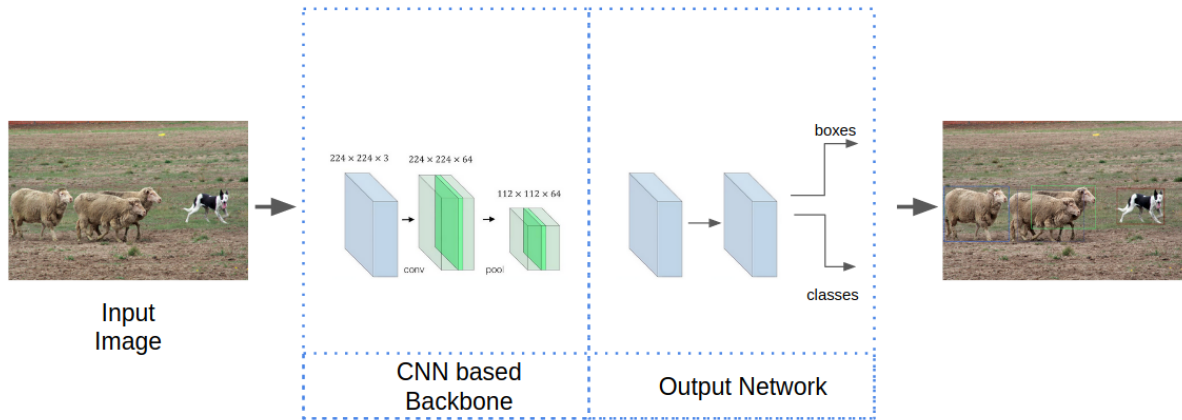 Input
Image
224 × 224 × 3
224 × 224 × 64
112 × 112 × 64
conv
pool
CNN based
Backbone
boxes
classes
Output Network